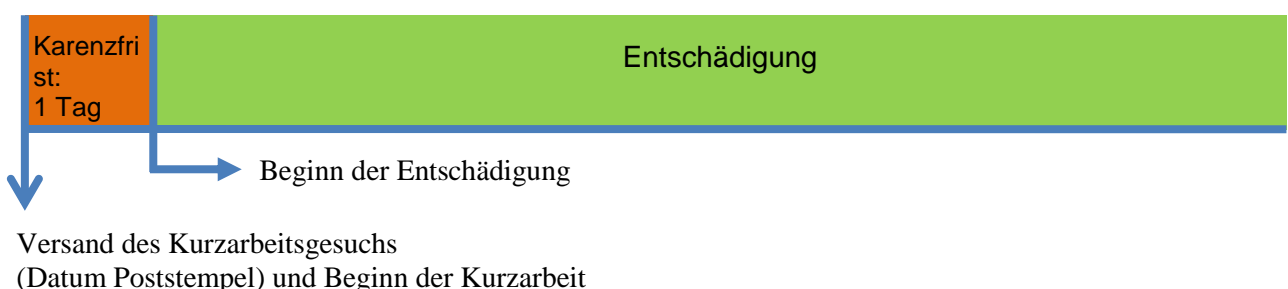 Karenzfri
st:
1 Tag
Entschädigung
Beginn der Entschädigung
Versand des Kurzarbeitsgesuchs
(Datum Poststempel) und Beginn der Kurzarbeit